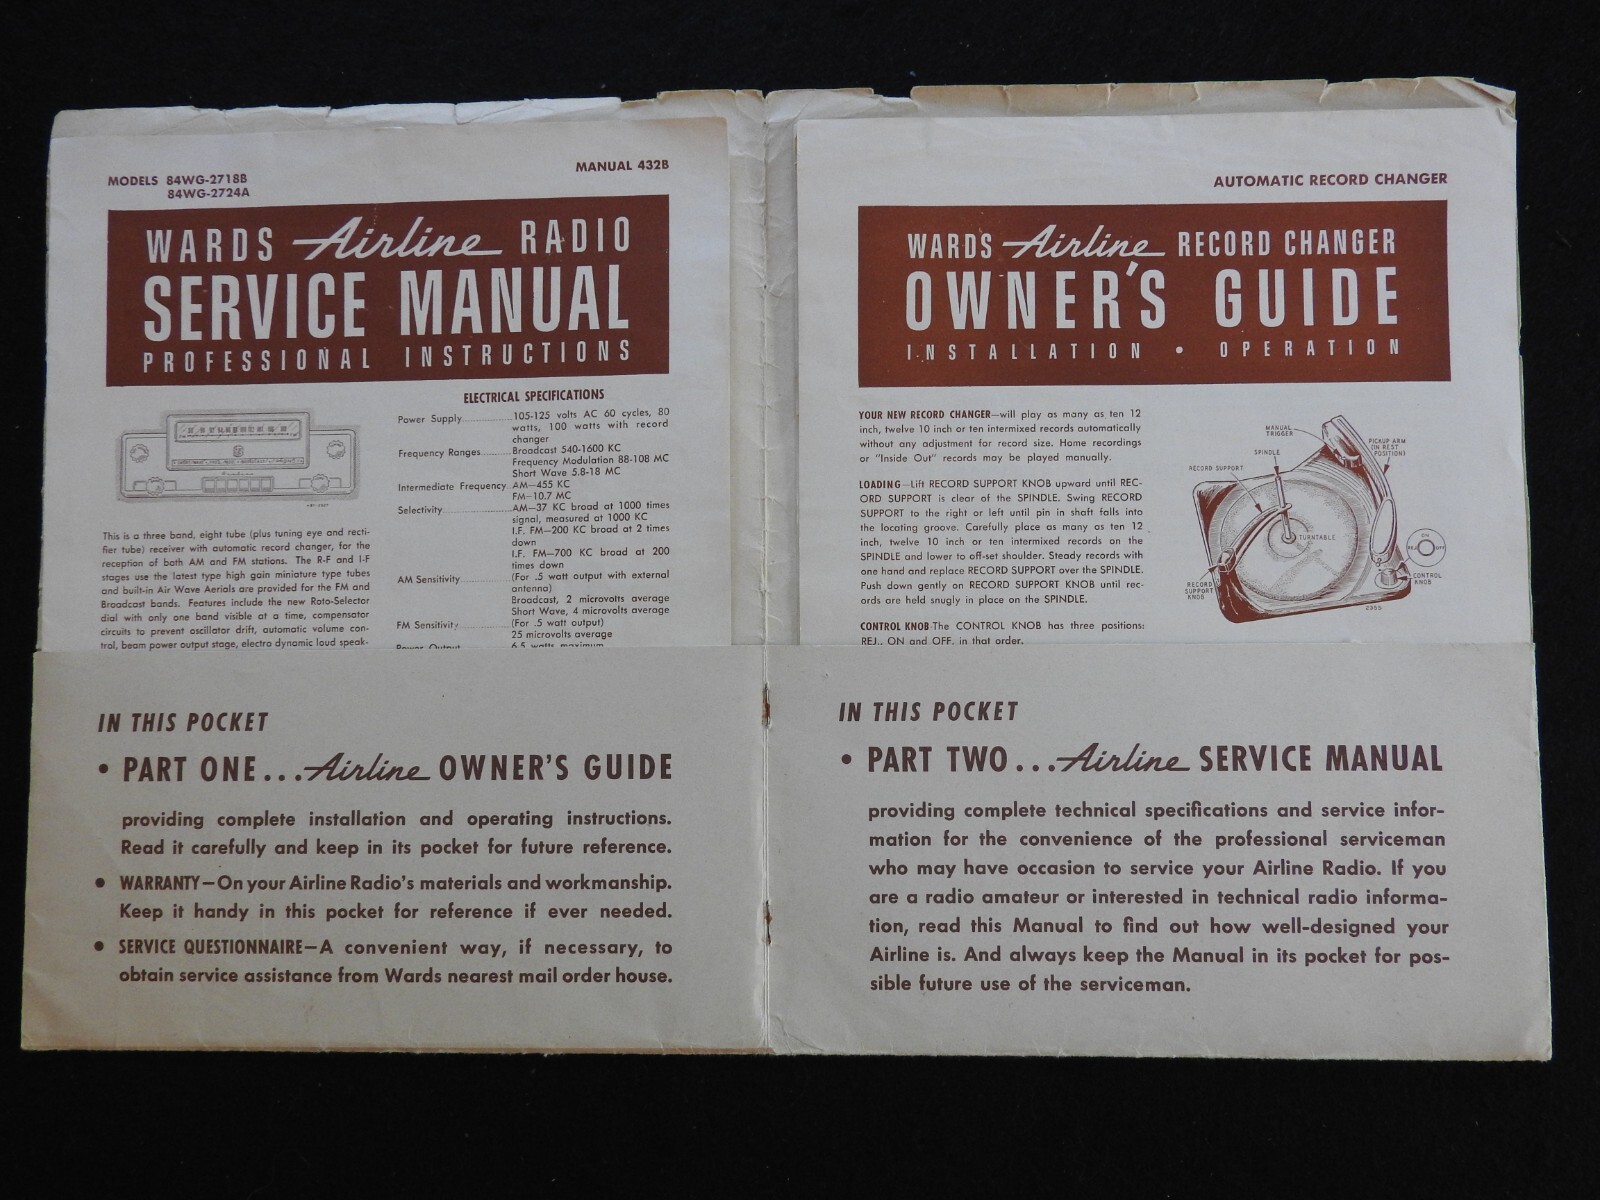 MODELS 84WG-2718B
84WG-2724A
MANUAL 432B
WARDS Airline RADIO
SERVICE MANUAL
PROFESSIONAL INSTRUCTIONS
ELECTRICAL SPECIFICATIONS
Power Supply 105-125 volts AC 60 cycles, 80
watts, 100 watts with record
changer
Frequency Ranges Broadcast 540-1600 KC
Frequency Modulation 88-108 MC
Short Wave 5.8-18 MC
Intermediate Frequency AM—455 KC
FM—10.7 MC
Selectivity AM—37 KC broad at 1000 times
signal, measured at 1000 KC
I.F. FM—200 KC broad at 2 times
down
I.F. FM—700 KC broad at 200
times down
AM Sensitivity (For .5 watt output with external
antenna)
Broadcast, 2 microvolts average
Short Wave, 4 microvolts average
FM Sensitivity (For .5 watt output)
25 microvolts average
Power Output 6.5 watts maximum
This is a three band, eight tube (plus tuning eye and recti-
fier tube) receiver with automatic record changer, for the
reception of both AM and FM stations. The R-F and I-F
stages use the latest type high gain miniature type tubes
and built-in Air Wave Aerials are provided for the FM and
Broadcast bands. Features include the new Roto-Selector
dial with only one band visible at a time, compensator
circuits to prevent oscillator drift, automatic volume con-
trol, beam power output stage, electro dynamic loud speak-
IN THIS POCKET
• PART ONE...Airline OWNER'S GUIDE
providing complete installation and operating instructions.
Read it carefully and keep in its pocket for future reference.
• WARRANTY—On your Airline Radio's materials and workmanship.
Keep it handy in this pocket for reference if ever needed.
• SERVICE QUESTIONNAIRE—A convenient way, if necessary, to
obtain service assistance from Wards nearest mail order house.
AUTOMATIC RECORD CHANGER
WARDS Airline RECORD CHANGER
OWNER'S GUIDE
INSTALLATION • OPERATION
YOUR NEW RECORD CHANGER—will play as many as ten 12
inch, twelve 10 inch or ten intermixed records automatically
without any adjustment for record size. Home recordings
or "Inside Out" records may be played manually.
LOADING—Lift RECORD SUPPORT KNOB upward until REC-
ORD SUPPORT is clear of the SPINDLE. Swing RECORD
SUPPORT to the right or left until pin in shaft falls into
the locating groove. Carefully place as many as ten 12
inch, twelve 10 inch or ten intermixed records on the
SPINDLE and lower to off-set shoulder. Steady records with
one hand and replace RECORD SUPPORT over the SPINDLE.
Push down gently on RECORD SUPPORT KNOB until rec-
ords are held snugly in place on the SPINDLE.
CONTROL KNOB-The CONTROL KNOB has three positions:
REJ., ON and OFF, in that order.
MANUAL
TRIGGER
SPINDLE
PICKUP ARM
(IN REST
POSITION)
RECORD SUPPORT
TURNTABLE
ON
REJ.
OFF
CONTROL
KNOB
RECORD
SUPPORT
KNOB
2355
IN THIS POCKET
• PART TWO...Airline SERVICE MANUAL
providing complete technical specifications and service infor-
mation for the convenience of the professional serviceman
who may have occasion to service your Airline Radio. If you
are a radio amateur or interested in technical radio informa-
tion, read this Manual to find out how well-designed your
Airline is. And always keep the Manual in its pocket for pos-
sible future use of the serviceman.